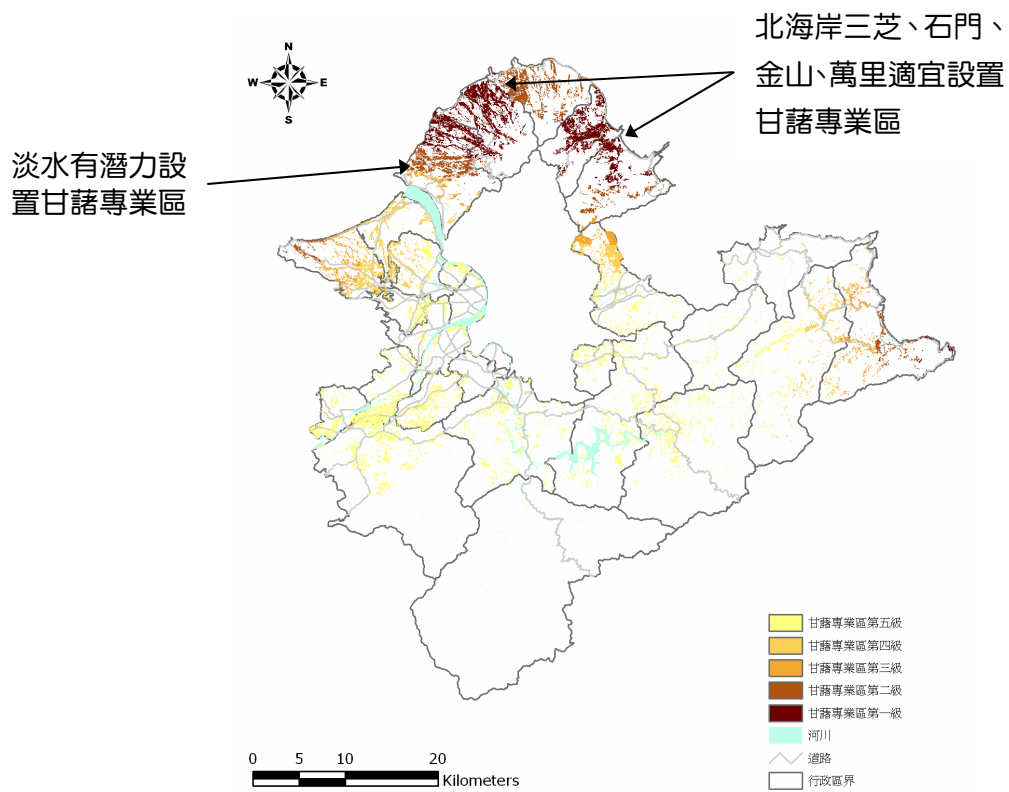 北海岸三芝、石門、
金山、萬里適宜設置
甘藷專業區
淡水有潛力設
置甘藷專業區
N
W
E
S
甘藷專業區第五級
甘藷專業區第四級
甘藷專業區第三級
甘藷專業區第二級
甘藷專業區第一級
河川
道路
行政區界
0 5 10 20
Kilometers